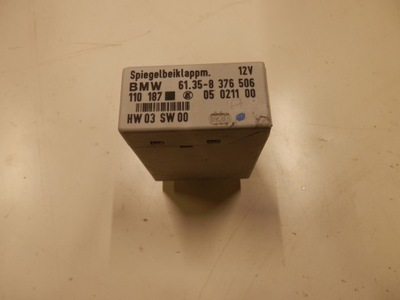 Spiegelbeiklappm. 12V
BMW 61.35-8 376 506
110 187 05 0211 00
HW 03 SW 00